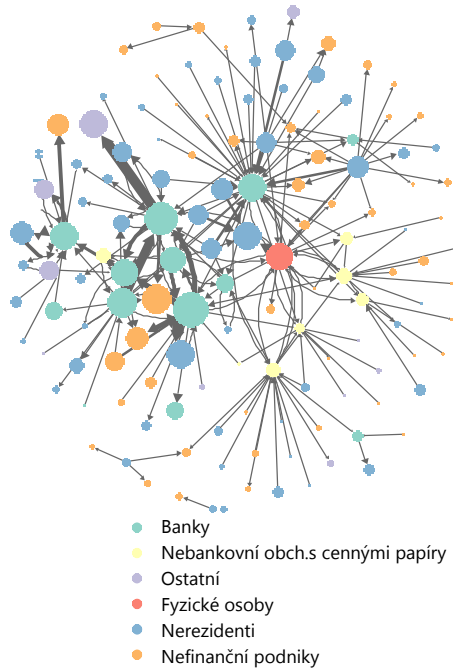 Banky
Nebankovní obch.s cennými papíry
Ostatní
Fyzické osoby
Nerezidenti
Nefinanční podniky